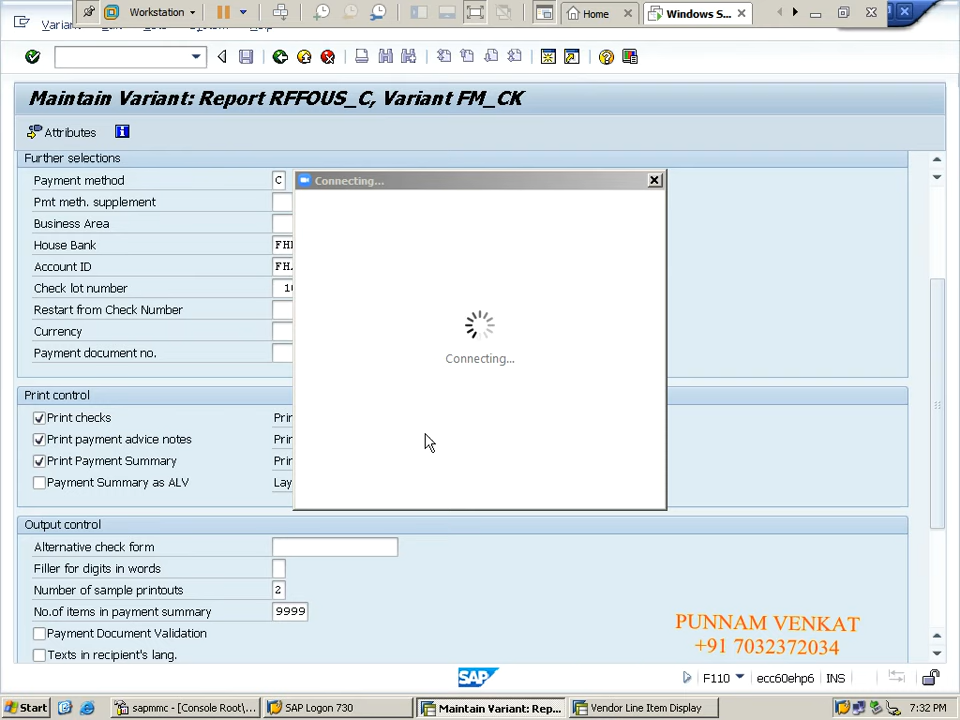 Workstation
Home
Windows S...
Maintain Variant: Report RFFOUS_C, Variant FM_CK
Attributes
Further selections
Payment method C
Pmt meth. supplement
Business Area
House Bank
Account ID
Check lot number
Restart from Check Number
Currency
Payment document no.
Connecting...
Connecting...
Print control
Print checks
Print payment advice notes
Print Payment Summary
Payment Summary as ALV
Output control
Alternative check form
Filler for digits in words
Number of sample printouts 2
No.of items in payment summary 9999
Payment Document Validation
Texts in recipient's lang.
PUNNAM VENKAT
+91 7032372034
SAP
F110 ecc60ehp6 INS
Start sapmmc - [Console Root\... SAP Logon 730 Maintain Variant: Rep... Vendor Line Item Display 7:32 PM